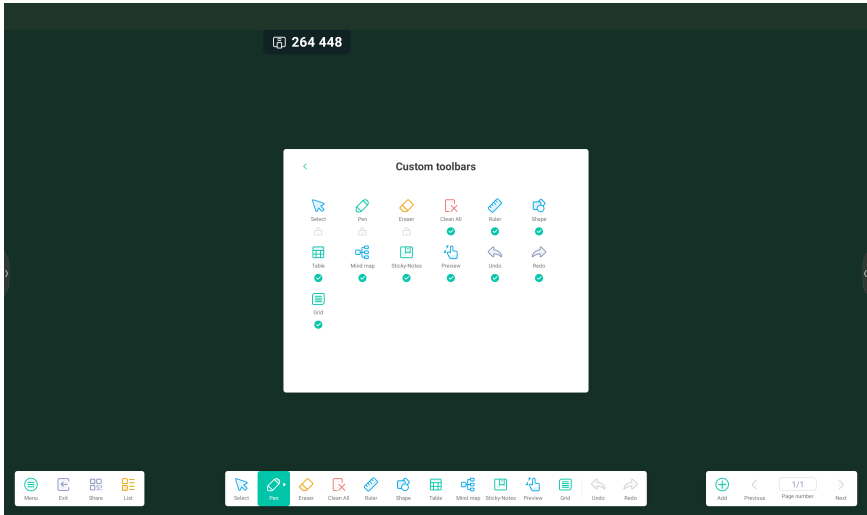 264 448
Custom toolbars
Select Pen Eraser Clean All Ruler Shape
Table Mind map Sticky-Notes Preview Undo Redo
Grid
Menu Exit Share List
Select Pen Eraser Clean All Ruler Shape Table Mind map Sticky-Notes Preview Grid Undo Redo
1/1
Add Previous Page number Next